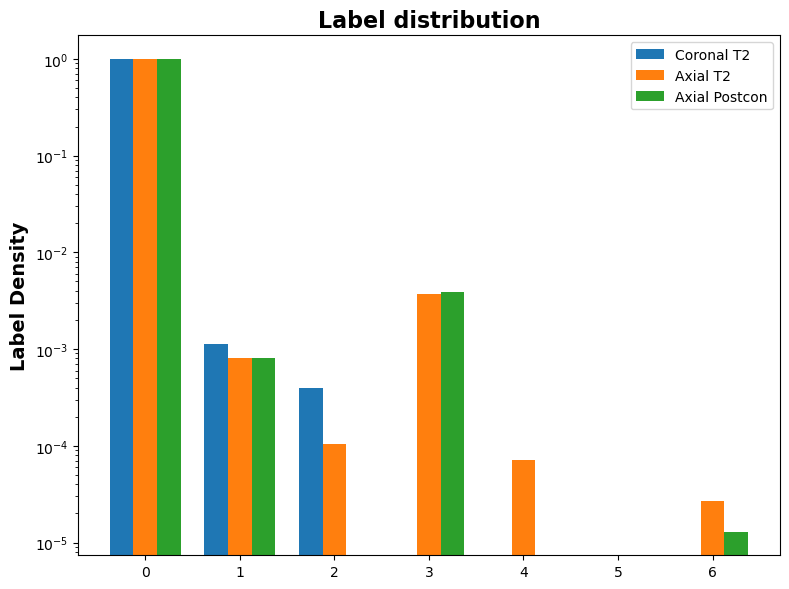 Label distribution
Coronal T2
Axial T2
Axial Postcon
Label Density
10⁰
10⁻¹
10⁻²
10⁻³
10⁻⁴
10⁻⁵
0 1 2 3 4 5 6